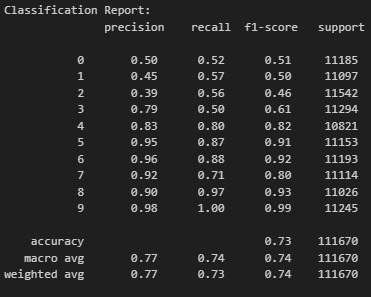 Classification Report:
precision recall f1-score support
0 0.50 0.52 0.51 11185
1 0.45 0.57 0.50 11097
2 0.39 0.56 0.46 11542
3 0.79 0.50 0.61 11294
4 0.83 0.80 0.82 10821
5 0.95 0.87 0.91 11153
6 0.96 0.88 0.92 11193
7 0.92 0.71 0.80 11114
8 0.90 0.97 0.93 11026
9 0.98 1.00 0.99 11245
accuracy 0.73 111670
macro avg 0.77 0.74 0.74 111670
weighted avg 0.77 0.73 0.74 111670